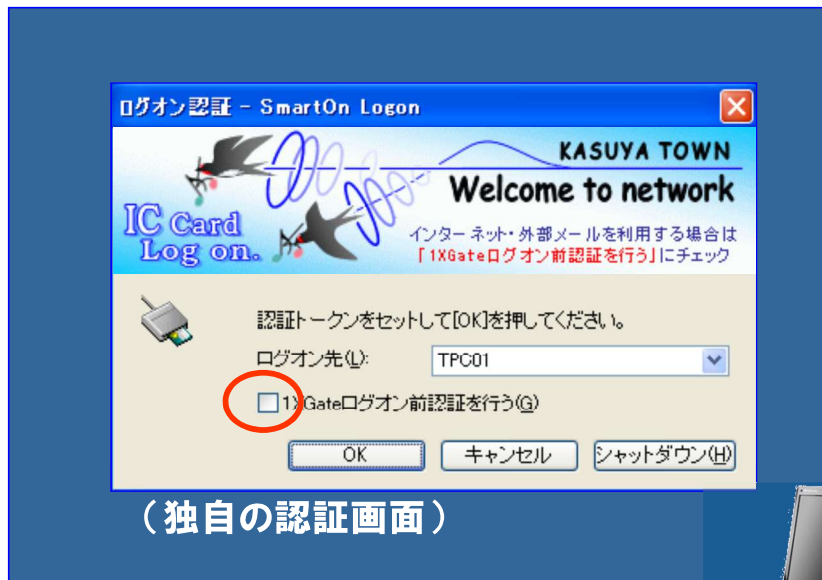 ログオン認証 - SmartOn Logon
KASUYA TOWN
Welcome to network
IC Card
Log on.
インターネット・外部メールを利用する場合は
「1XGateログオン前認証を行う」にチェック
認証トークンをセットして[OK]を押してください。
ログオン先(L): TPC01
1XGateログオン前認証を行う(G)
OK キャンセル シャットダウン(H)
（独自の認証画面）